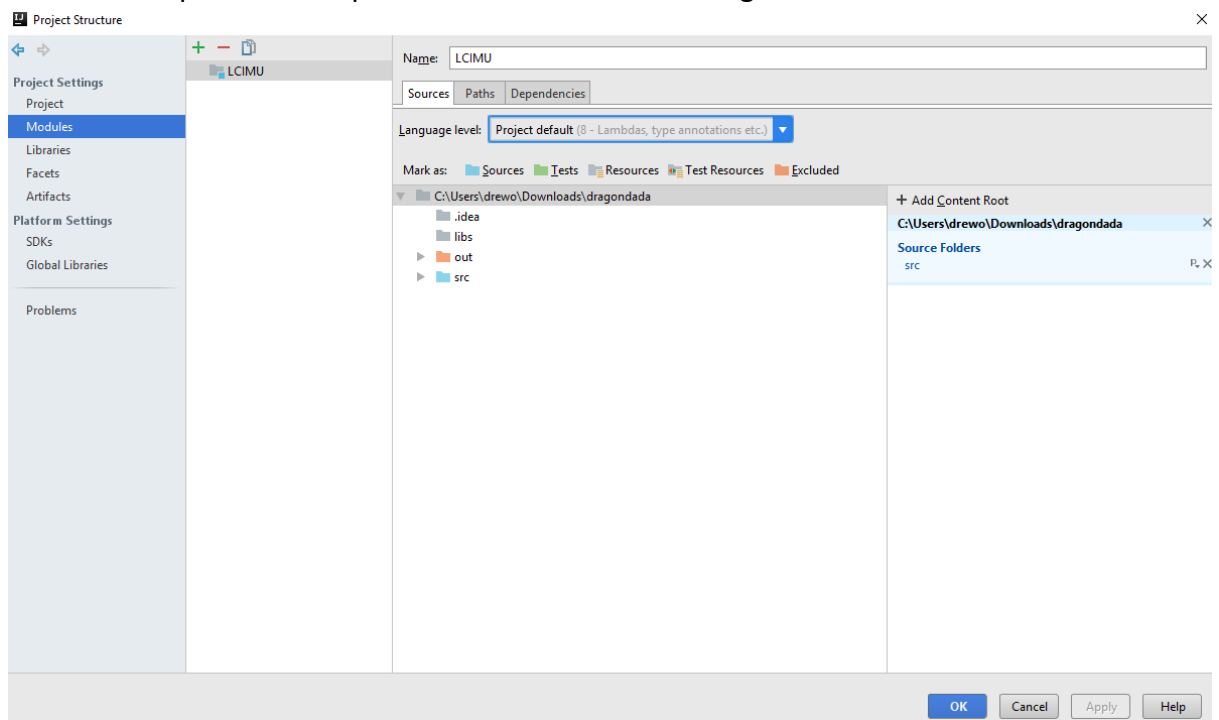 Project Structure
Project Settings
Project
Modules
Libraries
Facets
Artifacts
Platform Settings
SDKs
Global Libraries
Problems
LCIMU
Name: LCIMU
Sources Paths Dependencies
Language level: Project default (8 - Lambdas, type annotations etc.)
Mark as: Sources Tests Resources Test Resources Excluded
C:\Users\drewo\Downloads\dragondada
.idea
libs
out
src
+ Add Content Root
C:\Users\drewo\Downloads\dragondada
Source Folders
src
OK Cancel Apply Help